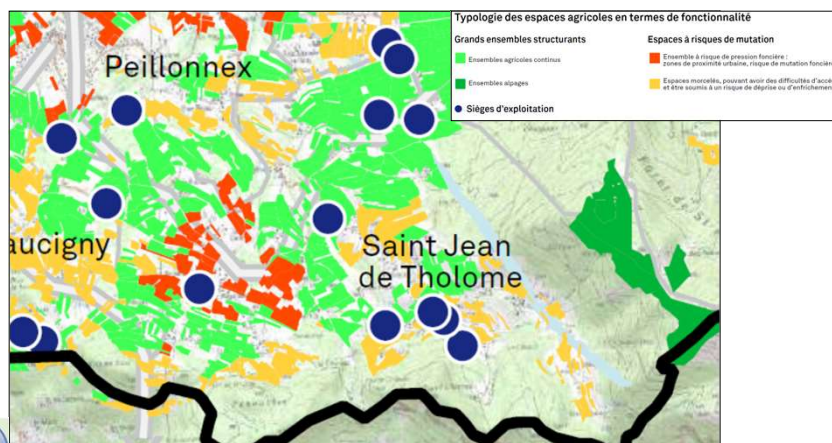 Typologie des espaces agricoles en termes de fonctionnalité
Grands ensembles structurants
Ensembles agricoles continus
Ensembles alpages
Sièges d'exploitation
Espaces à risques de mutation
Ensemble à risque de pression foncière :
zones de proximité urbaine, risque de mutation foncière
Espaces morcelés, pouvant avoir des difficultés d'accè
et être soumis à un risque de déprise ou d'enfrichemen
Peillonnex
aucigny
Saint Jean
de Tholome